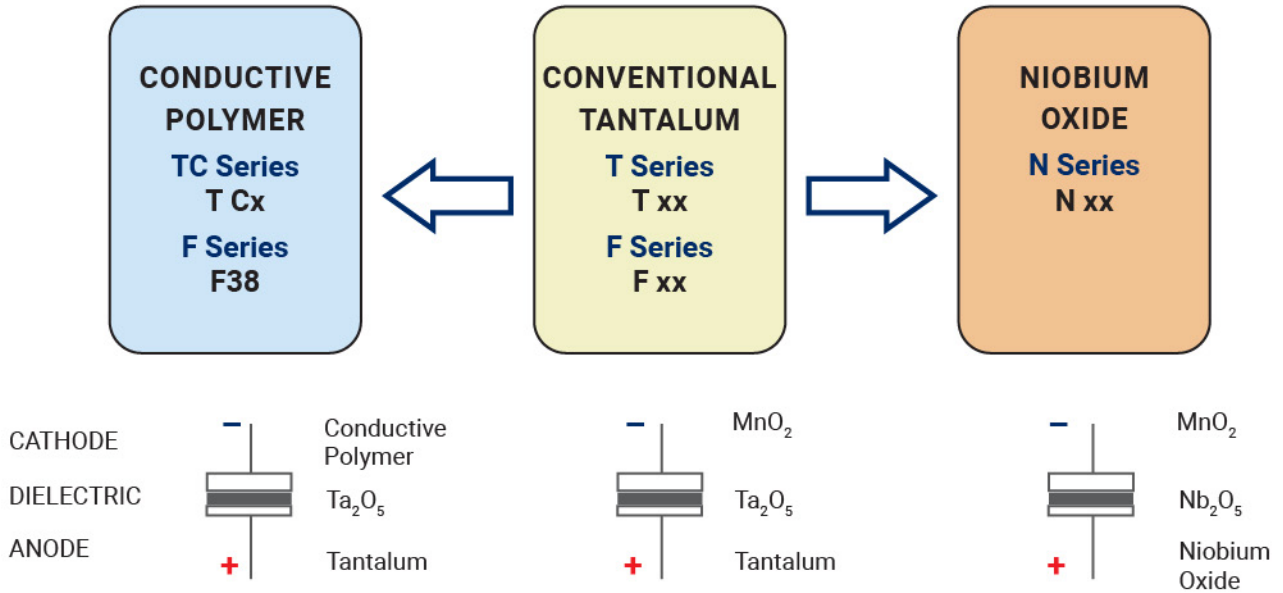 CONDUCTIVE
POLYMER
TC Series
T Cx
F Series
F38
CONVENTIONAL
TANTALUM
T Series
T xx
F Series
F xx
NIOBIUM
OXIDE
N Series
N xx
CATHODE
DIELECTRIC
ANODE
−
Conductive
Polymer
Ta₂O₅
+
Tantalum
−
MnO₂
Ta₂O₅
+
Tantalum
−
MnO₂
Nb₂O₅
+
Niobium
Oxide